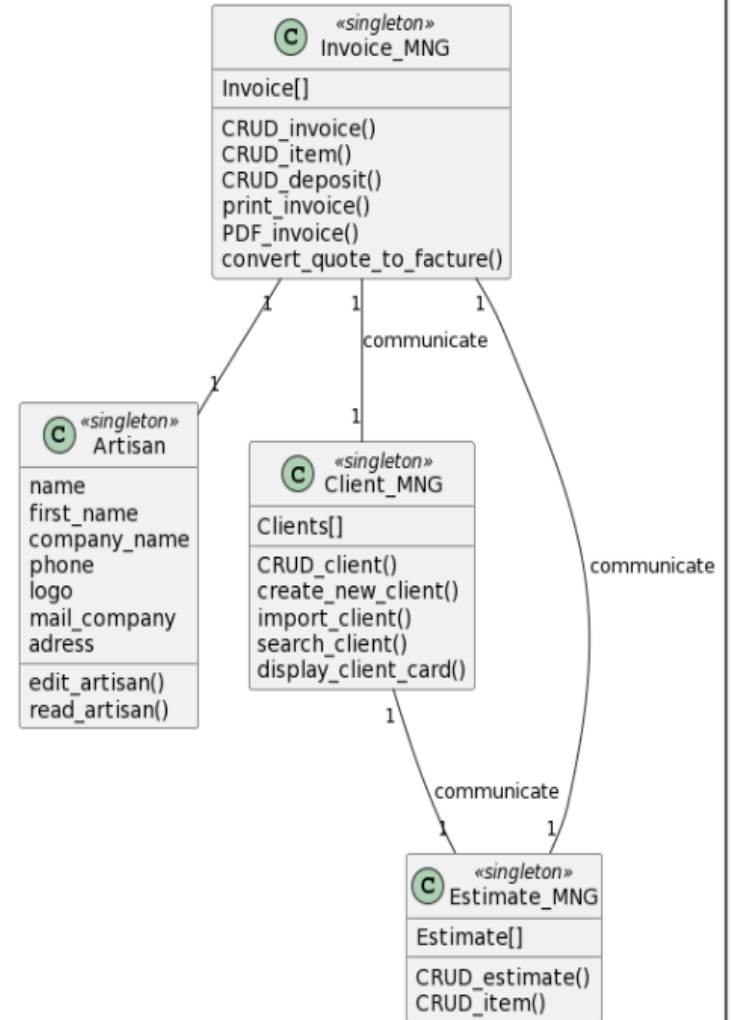 C
«singleton»
Invoice_MNG
Invoice[]
CRUD_invoice()
CRUD_item()
CRUD_deposit()
print_invoice()
PDF_invoice()
convert_quote_to_facture()
1
1
1
communicate
1
1
C
«singleton»
Artisan
name
first_name
company_name
phone
logo
mail_company
adress
edit_artisan()
read_artisan()
C
«singleton»
Client_MNG
Clients[]
CRUD_client()
create_new_client()
import_client()
search_client()
display_client_card()
communicate
1
communicate
1
1
C
«singleton»
Estimate_MNG
Estimate[]
CRUD_estimate()
CRUD_item()